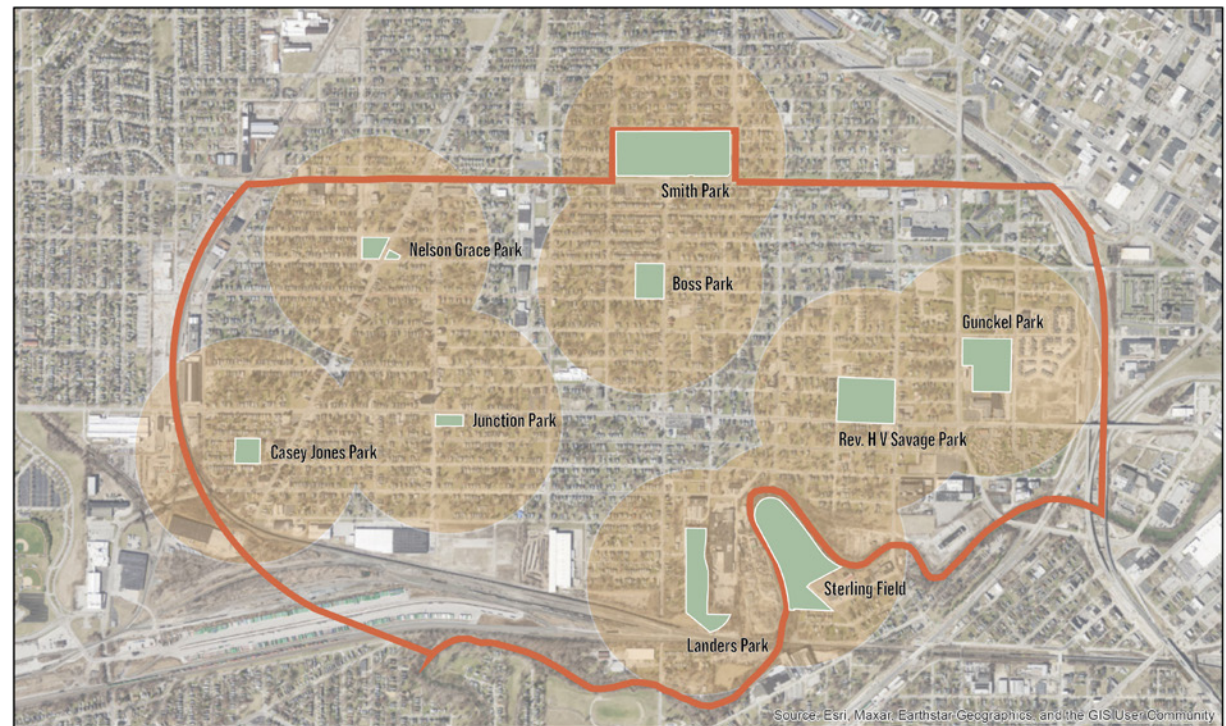 Smith Park
Nelson Grace Park
Boss Park
Gunckel Park
Junction Park
Rev. H V Savage Park
Casey Jones Park
Sterling Field
Landers Park
Source: Esri, Maxar, Earthstar Geographics, and the GIS User Community